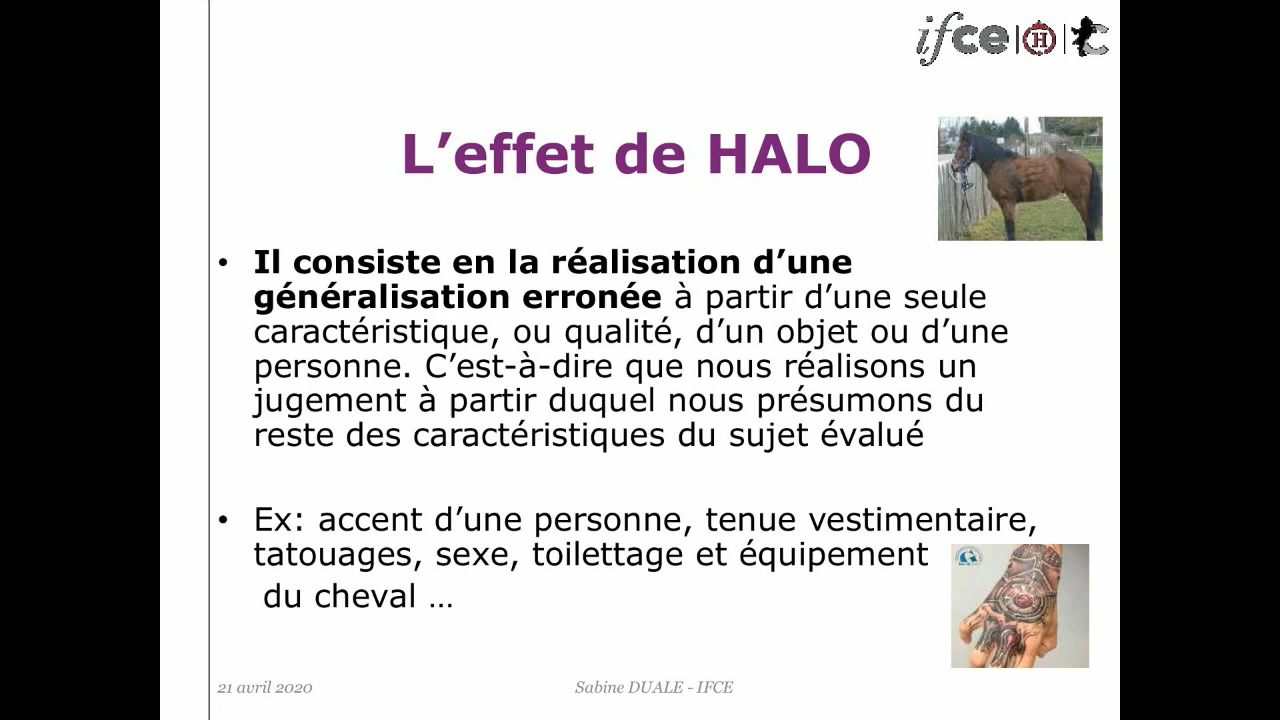 ifce | H | C
L’effet de HALO
• Il consiste en la réalisation d’une
généralisation erronée à partir d’une seule
caractéristique, ou qualité, d’un objet ou d’une
personne. C’est-à-dire que nous réalisons un
jugement à partir duquel nous présumons du
reste des caractéristiques du sujet évalué
• Ex: accent d’une personne, tenue vestimentaire,
tatouages, sexe, toilettage et équipement
du cheval …
21 avril 2020
Sabine DUALE - IFCE